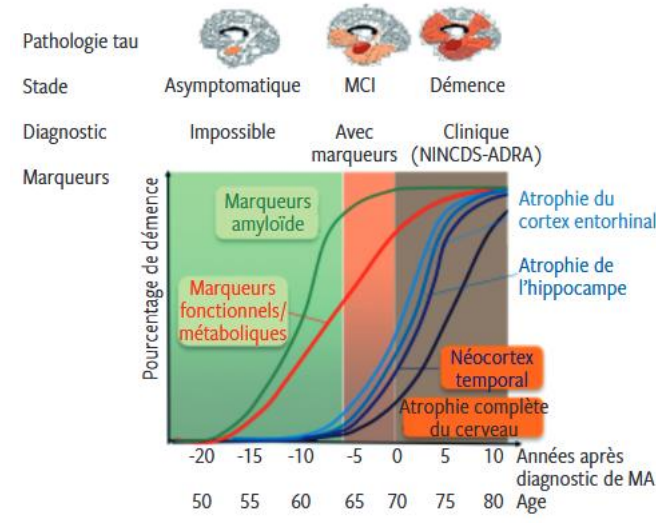 Pathologie tau
Stade Asymptomatique MCI Démence
Diagnostic Impossible Avec marqueurs Clinique (NINCDS-ADRA)
Marqueurs
Pourcentage de démence
Marqueurs
amyloïde
Marqueurs
fonctionnels/
métaboliques
Atrophie du
cortex entorhinal
Atrophie de
l'hippocampe
Néocortex
temporal
Atrophie complète
du cerveau
-20 -15 -10 -5 0 5 10 Années après
diagnostic de MA
50 55 60 65 70 75 80 Age